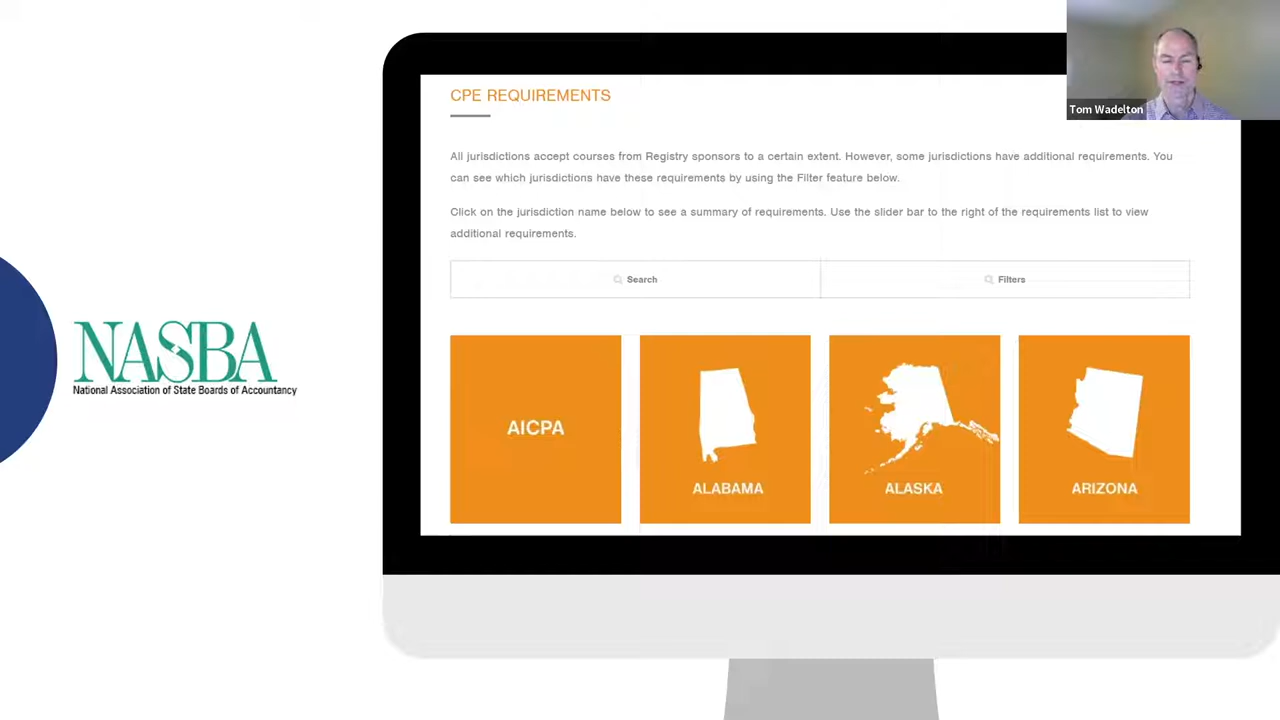 Tom Wadelton
CPE REQUIREMENTS
All jurisdictions accept courses from Registry sponsors to a certain extent. However, some jurisdictions have additional requirements. You
can see which jurisdictions have these requirements by using the Filter feature below.
Click on the jurisdiction name below to see a summary of requirements. Use the slider bar to the right of the requirements list to view
additional requirements.
Search
Filters
NASBA
National Association of State Boards of Accountancy
AICPA
ALABAMA
ALASKA
ARIZONA